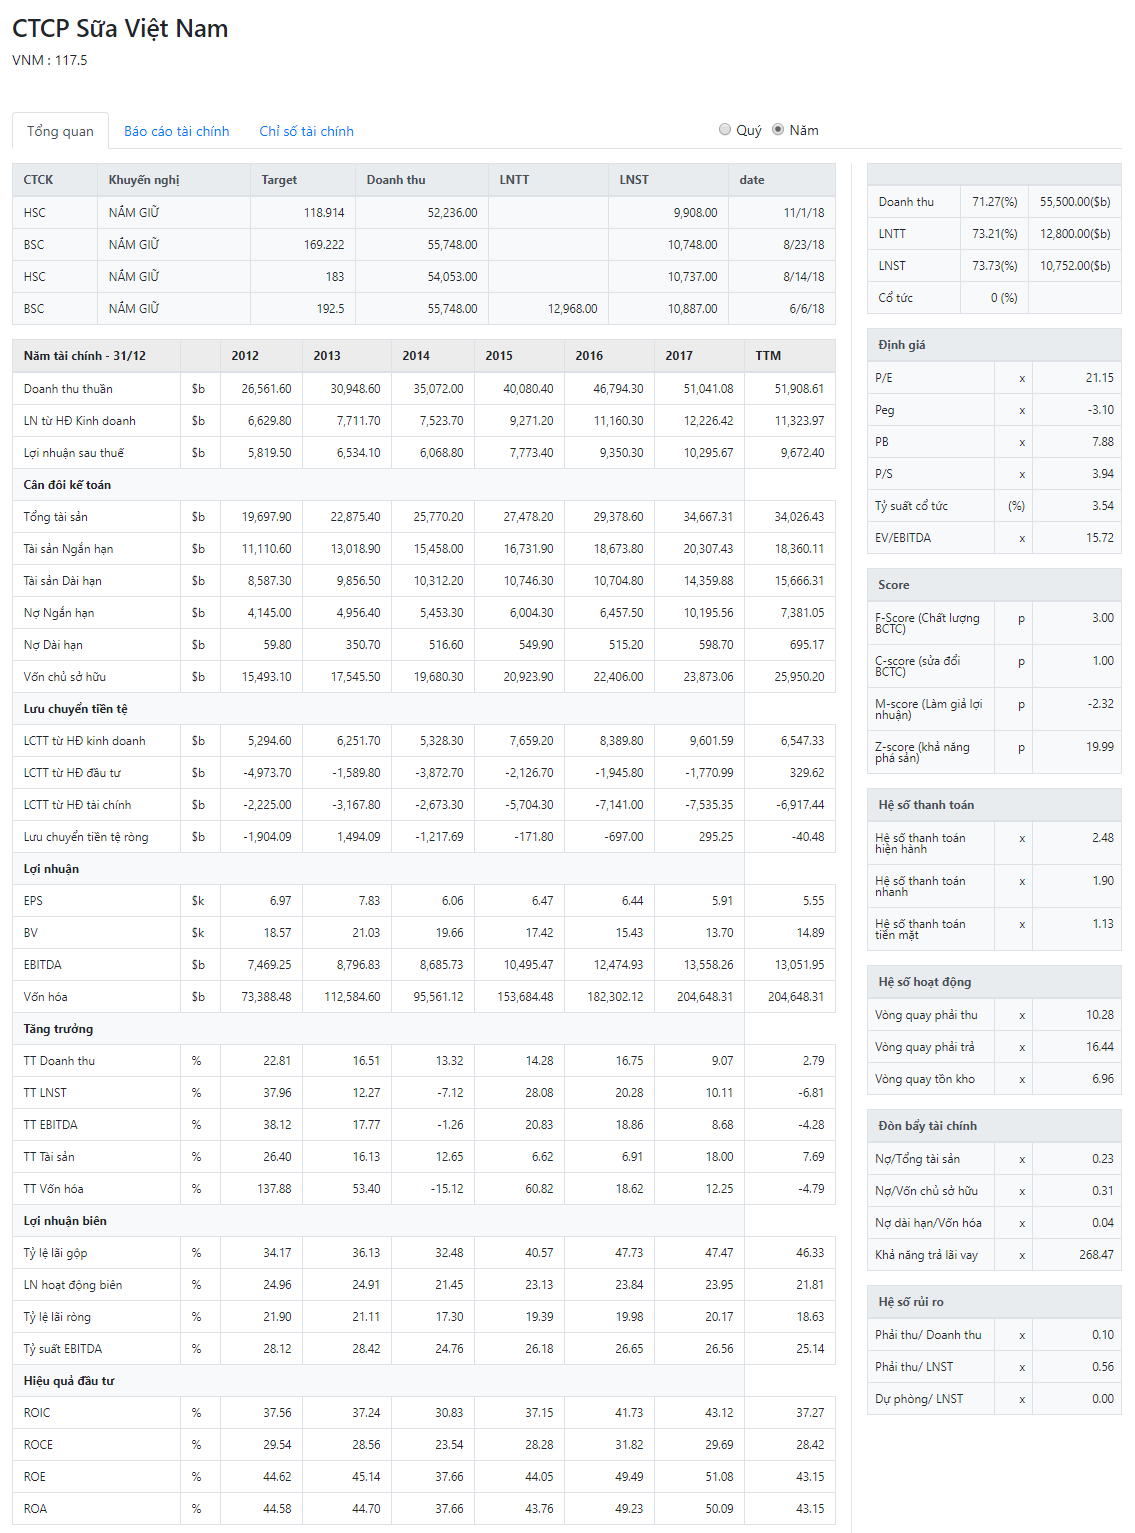 CTCP Sữa Việt Nam
VNM : 117.5
Tổng quan Báo cáo tài chính Chỉ số tài chính Quý Năm
CTCK Khuyến nghị Target Doanh thu LNTT LNST date
HSC NẮM GIỮ 118.914 52,236.00 9,908.00 11/1/18
BSC NẮM GIỮ 169.222 55,748.00 10,748.00 8/23/18
HSC NẮM GIỮ 183 54,053.00 10,737.00 8/14/18
BSC NẮM GIỮ 192.5 55,748.00 12,968.00 10,887.00 6/6/18
Năm tài chính - 31/12 2012 2013 2014 2015 2016 2017 TTM
Doanh thu thuần $b 26,561.60 30,948.60 35,072.00 40,080.40 46,794.30 51,041.08 51,908.61
LN từ HĐ Kinh doanh $b 6,629.80 7,711.70 7,523.70 9,271.20 11,160.30 12,226.42 11,323.97
Lợi nhuận sau thuế $b 5,819.50 6,534.10 6,068.80 7,773.40 9,350.30 10,295.67 9,672.40
Cân đôi kế toán
Tổng tài sản $b 19,697.90 22,875.40 25,770.20 27,478.20 29,378.60 34,667.31 34,026.43
Tài sản Ngắn hạn $b 11,110.60 13,018.90 15,458.00 16,731.90 18,673.80 20,307.43 18,360.11
Tài sản Dài hạn $b 8,587.30 9,856.50 10,312.20 10,746.30 10,704.80 14,359.88 15,666.31
Nợ Ngắn hạn $b 4,145.00 4,956.40 5,453.30 6,004.30 6,457.50 10,195.56 7,381.05
Nợ Dài hạn $b 59.80 350.70 516.60 549.90 515.20 598.70 695.17
Vốn chủ sở hữu $b 15,493.10 17,545.50 19,680.30 20,923.90 22,406.00 23,873.06 25,950.20
Lưu chuyển tiền tệ
LCTT từ HĐ kinh doanh $b 5,294.60 6,251.70 5,328.30 7,659.20 8,389.80 9,601.59 6,547.33
LCTT từ HĐ đầu tư $b -4,973.70 -1,589.80 -3,872.70 -2,126.70 -1,945.80 -1,770.99 329.62
LCTT từ HĐ tài chính $b -2,225.00 -3,167.80 -2,673.30 -5,704.30 -7,141.00 -7,535.35 -6,917.44
Lưu chuyển tiền tệ ròng $b -1,904.09 1,494.09 -1,217.69 -171.80 -697.00 295.25 -40.48
Lợi nhuận
EPS $k 6.97 7.83 6.06 6.47 6.44 5.91 5.55
BV $k 18.57 21.03 19.66 17.42 15.43 13.70 14.89
EBITDA $b 7,469.25 8,796.83 8,685.73 10,495.47 12,474.93 13,558.26 13,051.95
Vốn hóa $b 73,388.48 112,584.60 95,561.12 153,684.48 182,302.12 204,648.31 204,648.31
Tăng trưởng
TT Doanh thu % 22.81 16.51 13.32 14.28 16.75 9.07 2.79
TT LNST % 37.96 12.27 -7.12 28.08 20.28 10.11 -6.81
TT EBITDA % 38.12 17.77 -1.26 20.83 18.86 8.68 -4.28
TT Tài sản % 26.40 16.13 12.65 6.62 6.91 18.00 7.69
TT Vốn hóa % 137.88 53.40 -15.12 60.82 18.62 12.25 -4.79
Lợi nhuận biên
Tỷ lệ lãi gộp % 34.17 36.13 32.48 40.57 47.73 47.47 46.33
LN hoạt động biên % 24.96 24.91 21.45 23.13 23.84 23.95 21.81
Tỷ lệ lãi ròng % 21.90 21.11 17.30 19.39 19.98 20.17 18.63
Tỷ suất EBITDA % 28.12 28.42 24.76 26.18 26.65 26.56 25.14
Hiệu quả đầu tư
ROIC % 37.56 37.24 30.83 37.15 41.73 43.12 37.27
ROCE % 29.54 28.56 23.54 28.28 31.82 29.69 28.42
ROE % 44.62 45.14 37.66 44.05 49.49 51.08 43.15
ROA % 44.58 44.70 37.66 43.76 49.23 50.09 43.15
Doanh thu 71.27(%) 55,500.00($b)
LNTT 73.21(%) 12,800.00($b)
LNST 73.73(%) 10,752.00($b)
Cổ tức 0 (%)
Định giá
P/E x 21.15
Peg x -3.10
PB x 7.88
P/S x 3.94
Tỷ suất cổ tức (%) 3.54
EV/EBITDA x 15.72
Score
F-Score (Chất lượng
BCTC) p 3.00
C-score (sửa đổi
BCTC) p 1.00
M-score (Làm giả lợi
nhuận) p -2.32
Z-score (khả năng
phá sản) p 19.99
Hệ số thanh toán
Hệ số thanh toán
hiện hành x 2.48
Hệ số thanh toán
nhanh x 1.90
Hệ số thanh toán
tiền mặt x 1.13
Hệ số hoạt động
Vòng quay phải thu x 10.28
Vòng quay phải trả x 16.44
Vòng quay tồn kho x 6.96
Đòn bẩy tài chính
Nợ/Tổng tài sản x 0.23
Nợ/Vốn chủ sở hữu x 0.31
Nợ dài hạn/Vốn hóa x 0.04
Khả năng trả lãi vay x 268.47
Hệ số rủi ro
Phải thu/ Doanh thu x 0.10
Phải thu/ LNST x 0.56
Dự phòng/ LNST x 0.00